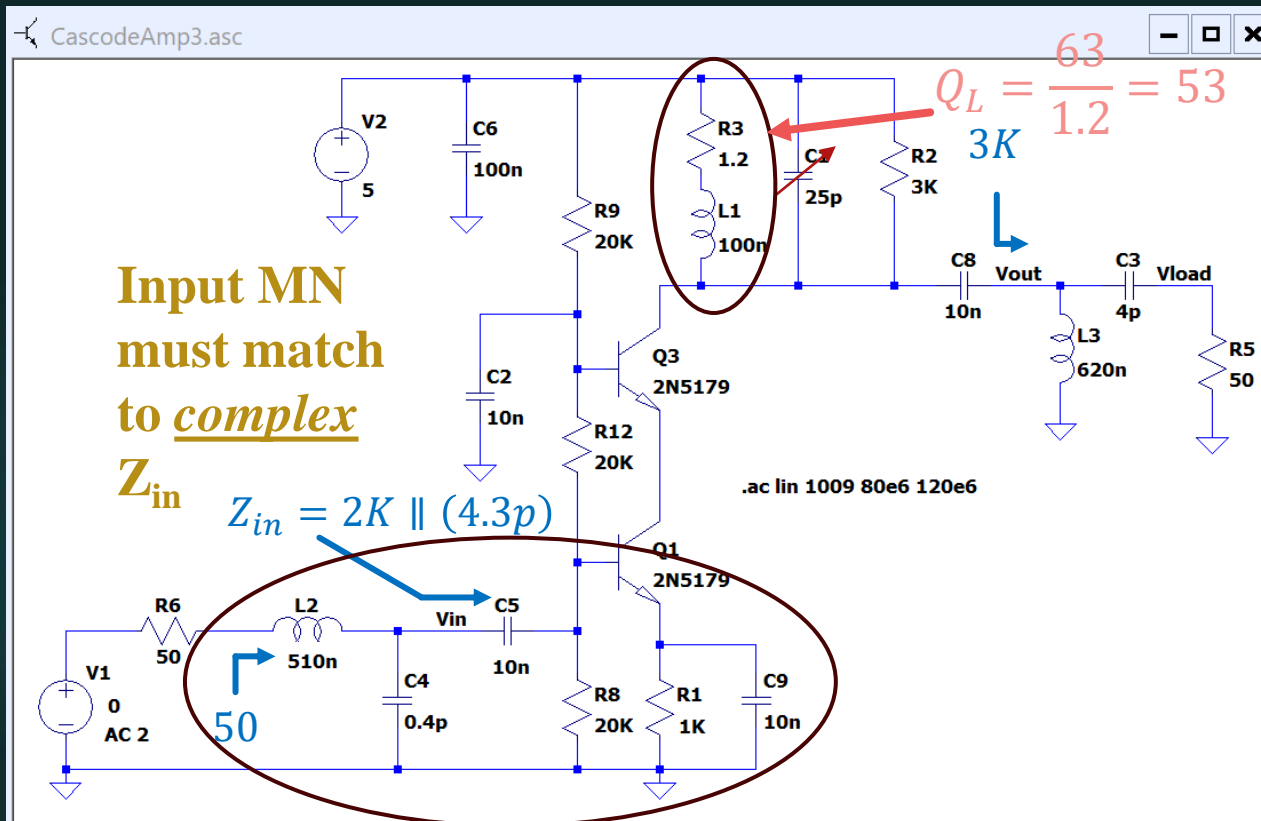 CascodeAmp3.asc
Q_L = 63/1.2 = 53
3K
V2
5
C6
100n
R9
20K
R3
1.2
L1
100n
C1
25p
R2
3K
C8
10n
Vout
C3
4p
Vload
L3
620n
R5
50
Input MN
must match
to complex
Z_in
C2
10n
Q3
2N5179
R12
20K
.ac lin 1009 80e6 120e6
Z_in = 2K ∥ (4.3p)
Q1
2N5179
R6
50
L2
510n
Vin
C5
10n
V1
0
AC 2
50
C4
0.4p
R8
20K
R1
1K
C9
10n